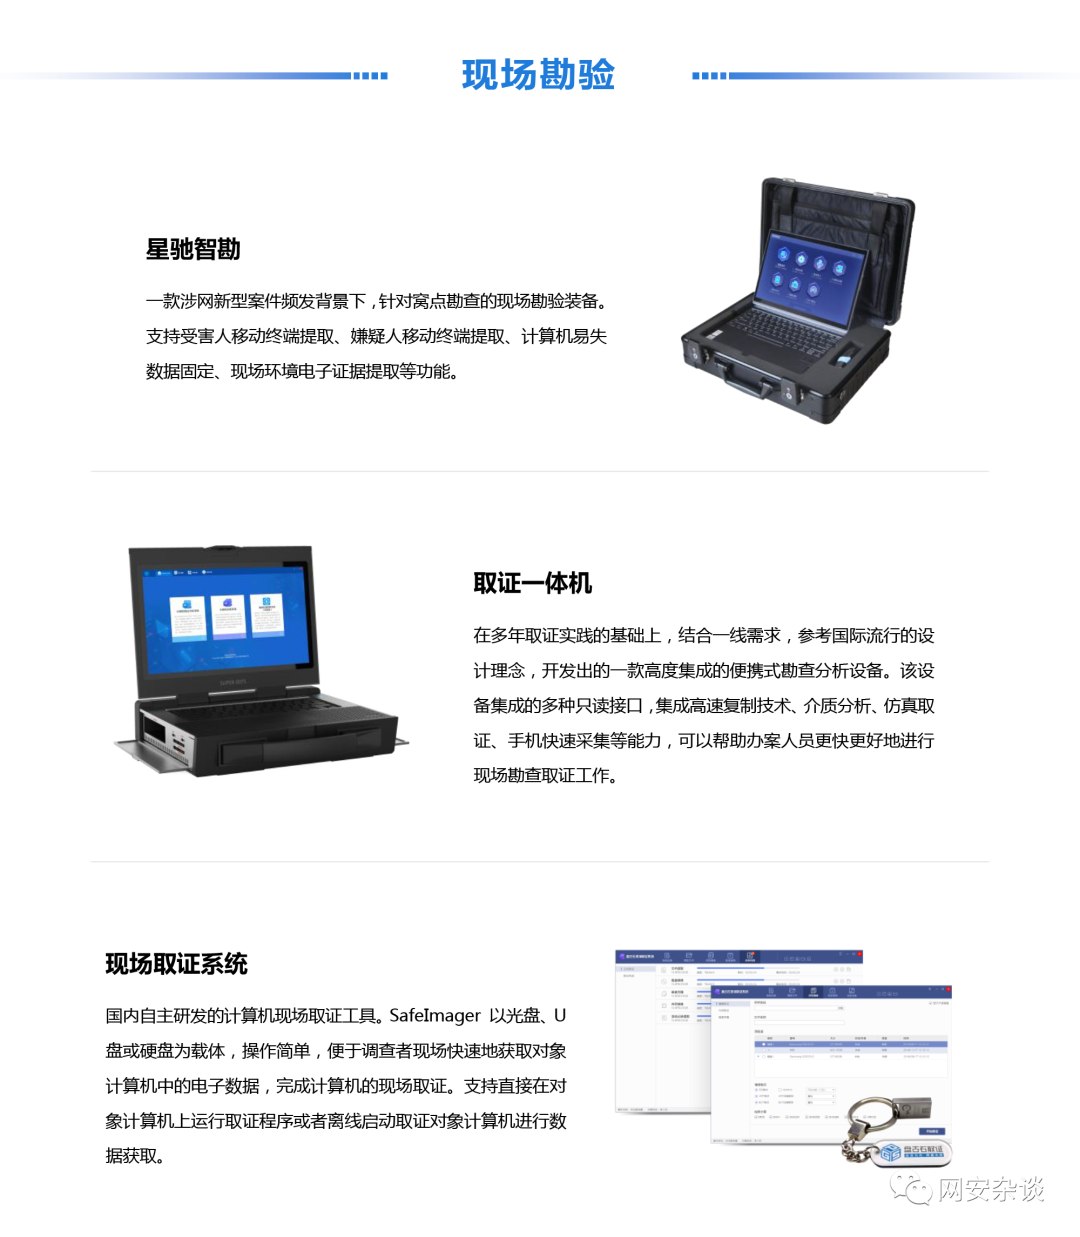 现场勘验
星驰智勘
一款涉网新型案件频发背景下，针对窝点勘查的现场勘验装备。
支持受害人移动终端提取、嫌疑人移动终端提取、计算机易失
数据固定、现场环境电子证据提取等功能。
取证一体机
在多年取证实践的基础上，结合一线需求，参考国际流行的设
计理念，开发出的一款高度集成的便携式勘查分析设备。该设
备集成的多种只读接口，集成高速复制技术、介质分析、仿真取
证、手机快速采集等能力，可以帮助办案人员更快更好地进行
现场勘查取证工作。
现场取证系统
国内自主研发的计算机现场取证工具。SafeImager 以光盘、U
盘或硬盘为载体，操作简单，便于调查者现场快速地获取对象
计算机中的电子数据，完成计算机的现场取证。支持直接在对
象计算机上运行取证程序或者离线启动取证对象计算机进行数
据获取。
盘古石取证
网安杂谈